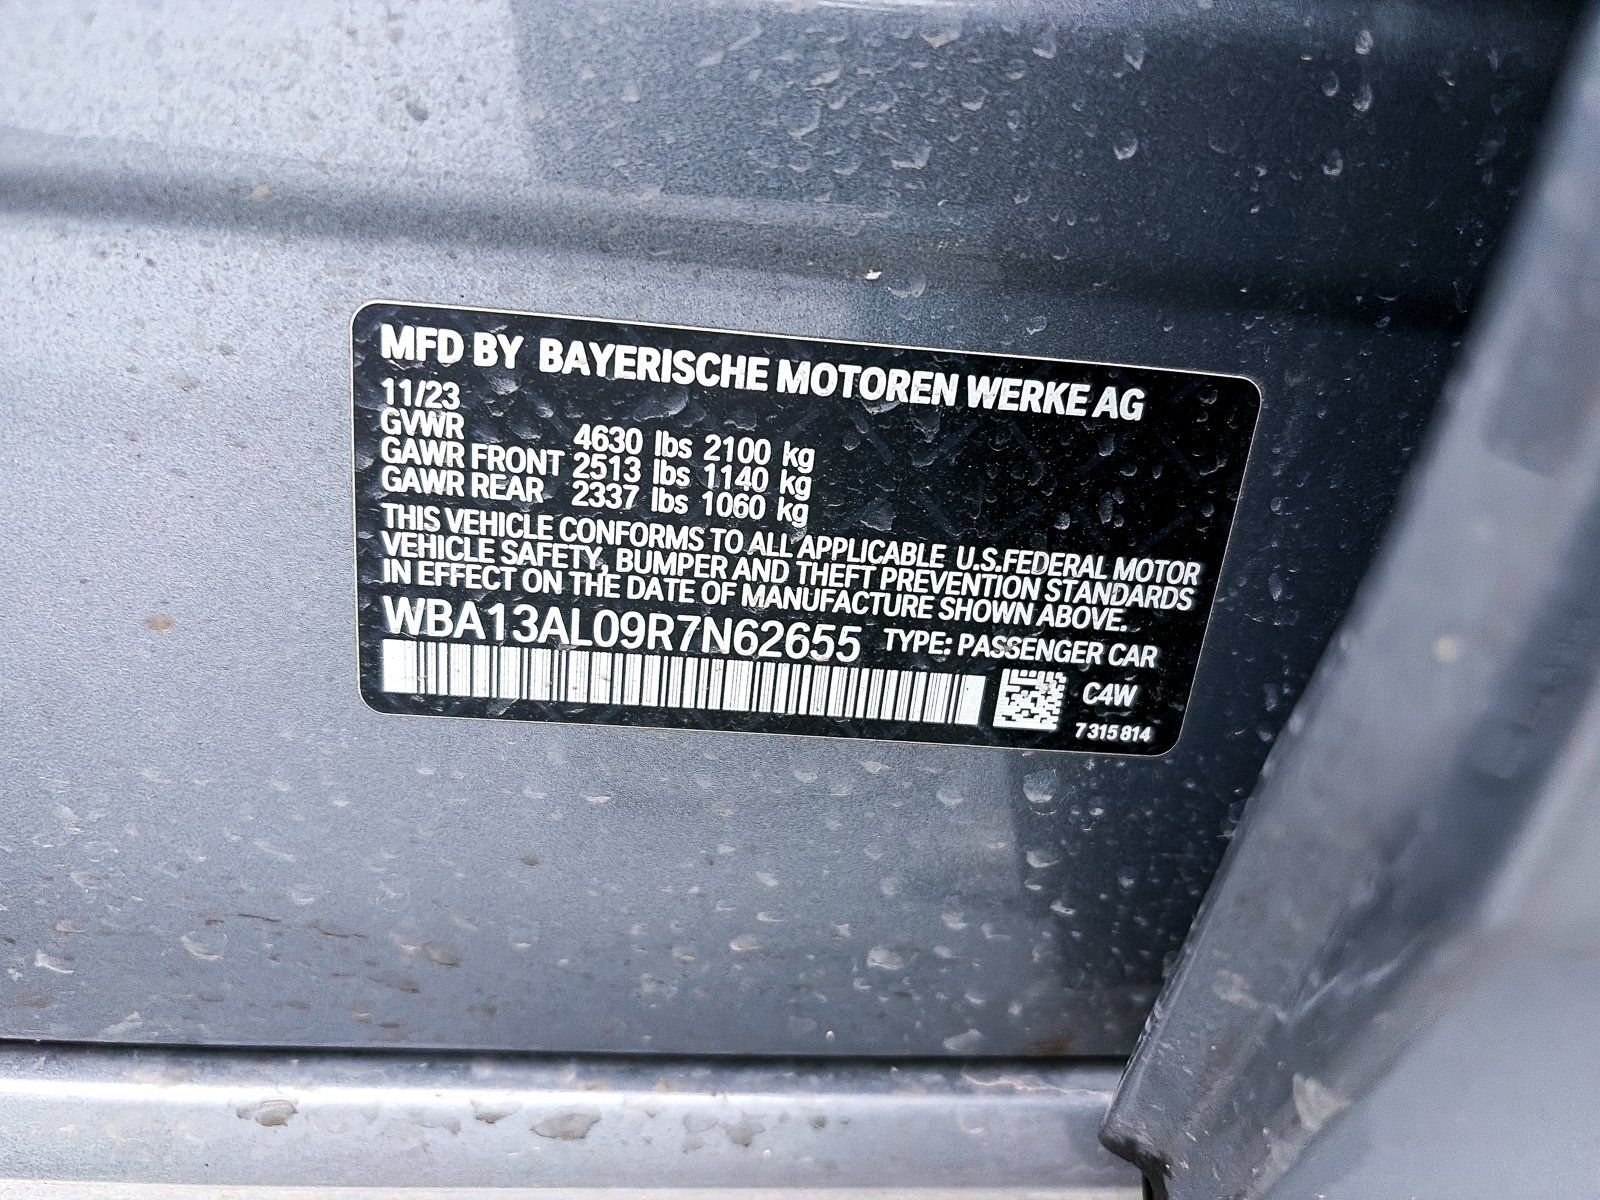 MFD BY BAYERISCHE MOTOREN WERKE AG
11/23
GVWR 4630 lbs 2100 kg
GAWR FRONT 2513 lbs 1140 kg
GAWR REAR 2337 lbs 1060 kg
THIS VEHICLE CONFORMS TO ALL APPLICABLE U.S.FEDERAL MOTOR
VEHICLE SAFETY, BUMPER AND THEFT PREVENTION STANDARDS
IN EFFECT ON THE DATE OF MANUFACTURE SHOWN ABOVE.
WBA13AL09R7N62655 TYPE: PASSENGER CAR
C4W
7 315 814